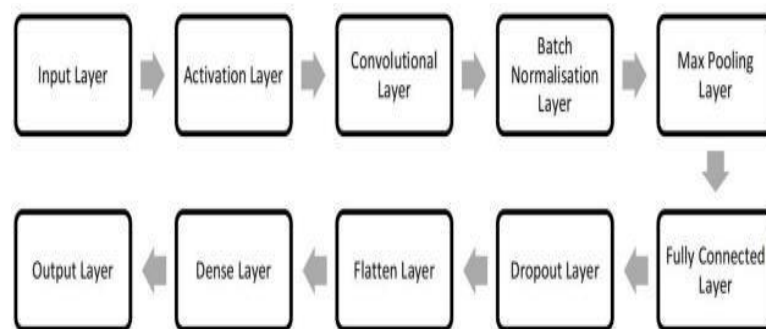 Input Layer
Activation Layer
Convolutional
Layer
Batch
Normalisation
Layer
Max Pooling
Layer
Fully Connected
Layer
Dropout Layer
Flatten Layer
Dense Layer
Output Layer